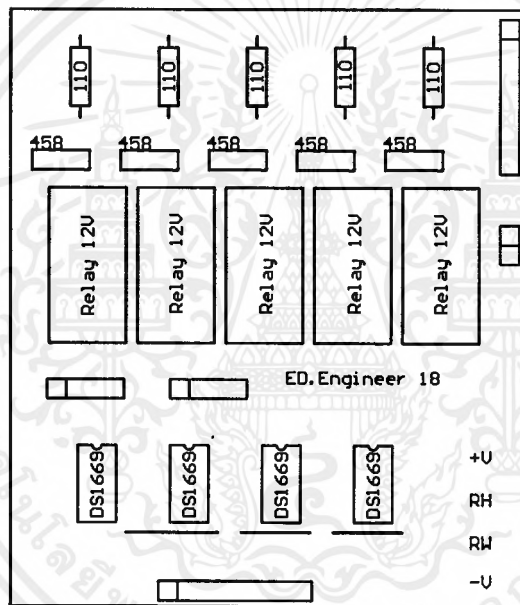 110 110 110 110 110
458 458 458 458 458
Relay 12V Relay 12V Relay 12V Relay 12V Relay 12V
ED.Engineer 18
DS1669 DS1669 DS1669 DS1669
+V
RH
RW
-V